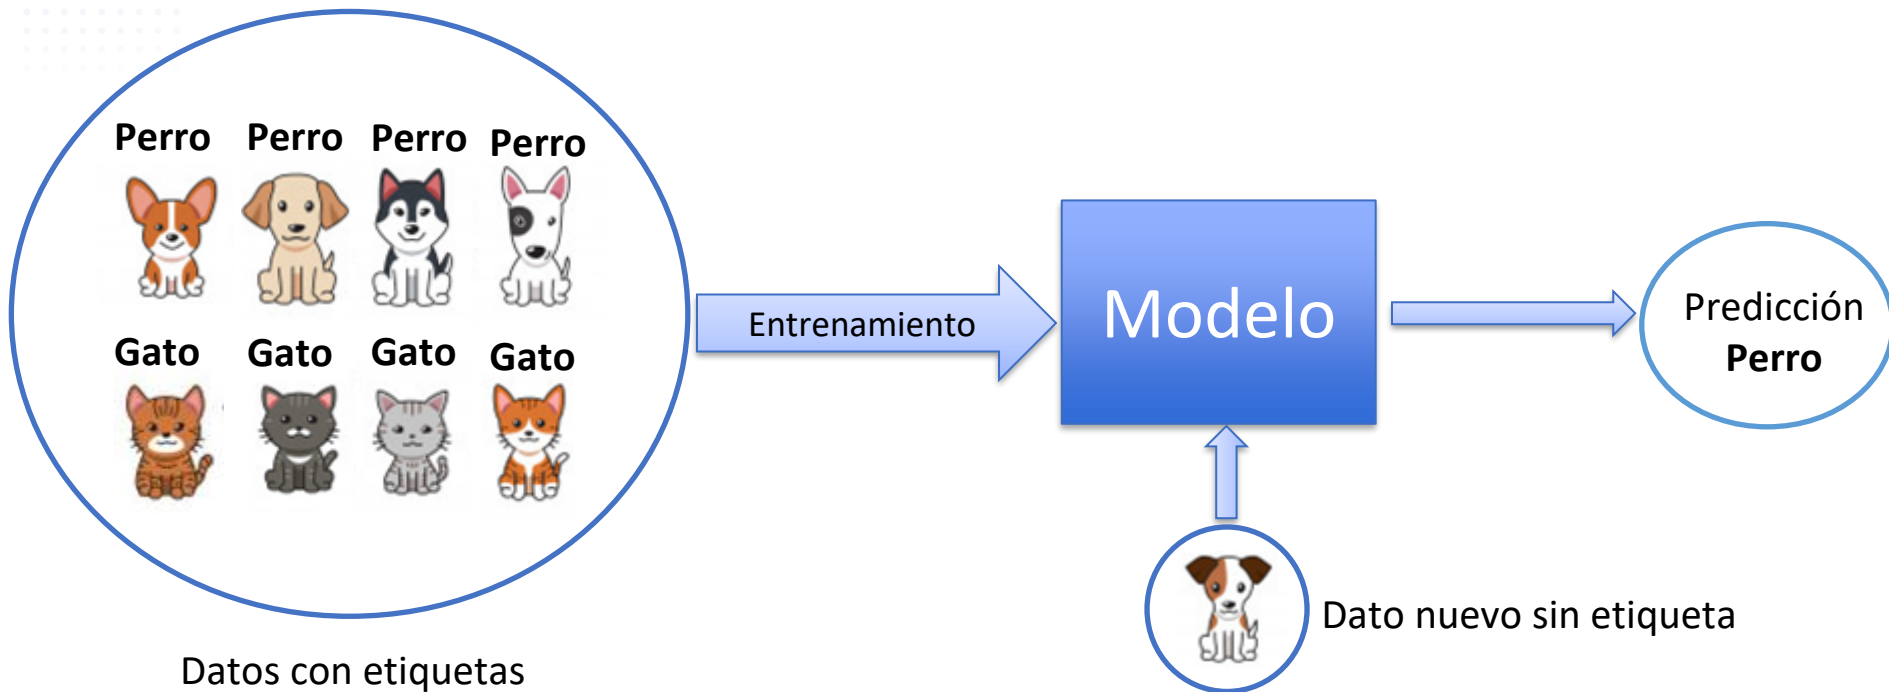 Perro Perro Perro Perro
Gato Gato Gato Gato
Datos con etiquetas
Entrenamiento
Modelo
Dato nuevo sin etiqueta
Predicción
Perro